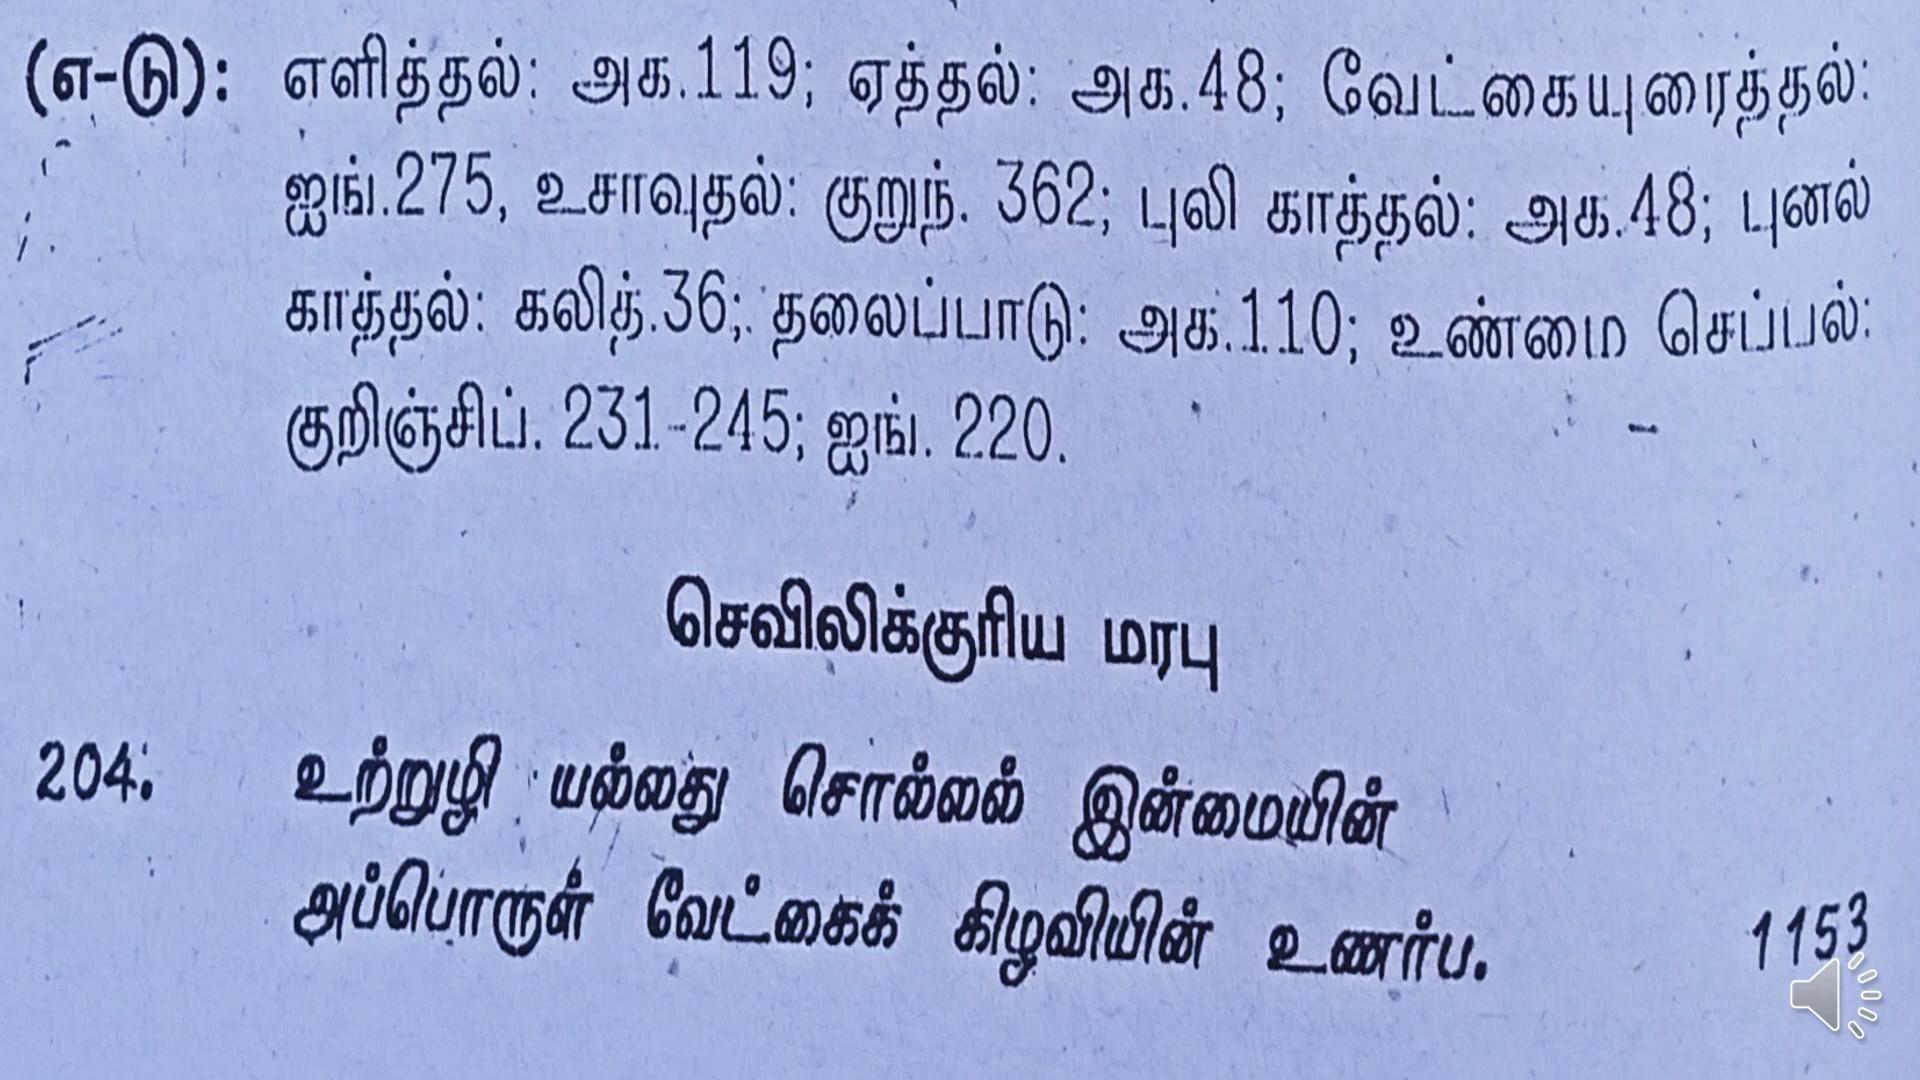 (எ-டு): எளித்தல்: அக.119; ஏத்தல்: அக.48; வேட்கையுரைத்தல்:
ஐங்.275, உசாவுதல்: குறுந். 362; புலி காத்தல்: அக.48; புனல்
காத்தல்: கலித்.36; தலைப்பாடு: அக.110; உண்மை செப்பல்:
குறிஞ்சிப். 231-245; ஐங். 220.
செவிலிக்குரிய மரபு
204. உற்றுழி யல்லது சொல்லல் இன்மையின்
அப்பொருள் வேட்கைக் கிழவியின் உணர்ப. 1153